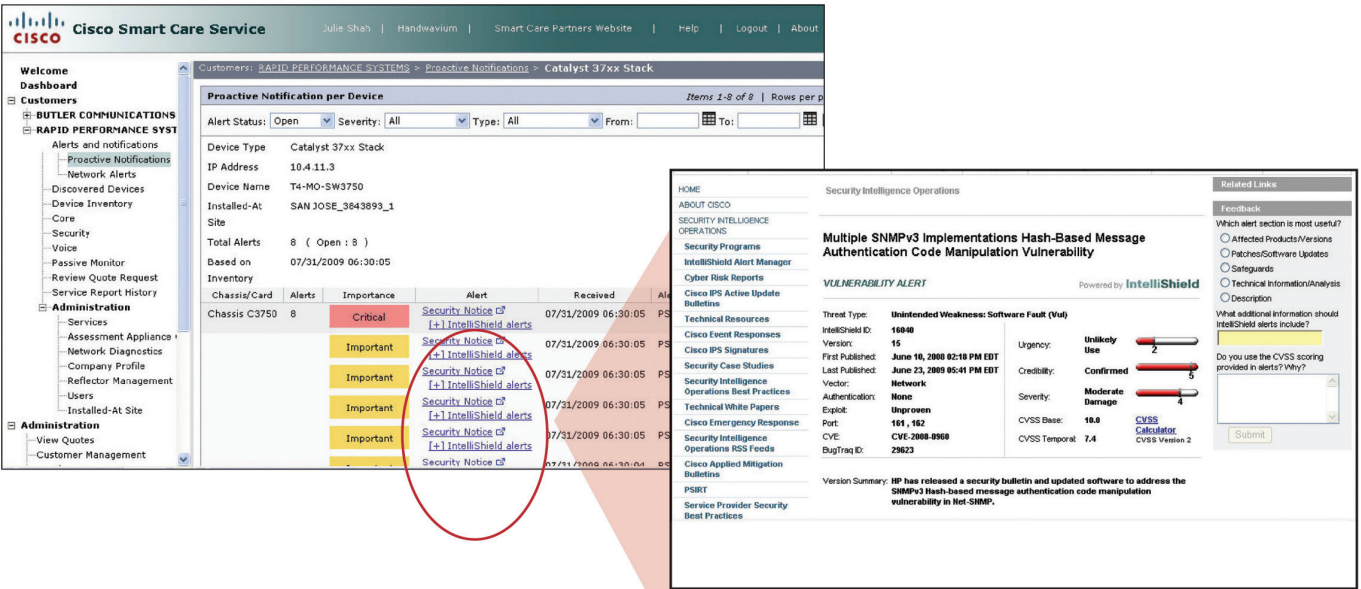 CISCO
Cisco Smart Care Service
Julie Shah | Handwavium | Smart Care Partners Website | Help | Logout | About
Welcome
Dashboard
Customers
BUTLER COMMUNICATIONS
RAPID PERFORMANCE SYST
Alerts and notifications
Proactive Notifications
Network Alerts
Discovered Devices
Device Inventory
Core
Security
Voice
Passive Monitor
Review Quote Request
Service Report History
Administration
Services
Assessment Appliance
Network Diagnostics
Company Profile
Reflector Management
Users
Installed-At Site
Administration
View Quotes
Customer Management
Customers: RAPID PERFORMANCE SYSTEMS > Proactive Notifications > Catalyst 37xx Stack
Proactive Notification per Device
Items 1-8 of 8 | Rows per p
Alert Status: Open Severity: All Type: All From: To:
Device Type Catalyst 37xx Stack
IP Address 10.4.11.3
Device Name T4-MO-SW3750
Installed-At SAN JOSE_3843893_1
Site
Total Alerts 8 ( Open : 8 )
Based on 07/31/2009 06:30:05
Inventory
Chassis/Card Alerts Importance Alert Received Ale
Chassis C3750 8 Critical Security Notice 07/31/2009 06:30:05 PS
[+] IntelliShield alerts
Important Security Notice 07/31/2009 06:30:05 PS
[+] IntelliShield alerts
Important Security Notice 07/31/2009 06:30:05 PS
[+] IntelliShield alerts
Important Security Notice 07/31/2009 06:30:05 PS
[+] IntelliShield alerts
Important Security Notice 07/31/2009 06:30:05 PS
[+] IntelliShield alerts
Security Notice 07/31/2009 06:30:04 PS
HOME
ABOUT CISCO
SECURITY INTELLIGENCE
OPERATIONS
Security Programs
IntelliShield Alert Manager
Cyber Risk Reports
Cisco IPS Active Update
Bulletins
Technical Resources
Cisco Event Responses
Cisco IPS Signatures
Security Case Studies
Security Intelligence
Operations Best Practices
Technical White Papers
Cisco Emergency Response
Security Intelligence
Operations RSS Feeds
Cisco Applied Mitigation
Bulletins
PSIRT
Service Provider Security
Best Practices
Security Intelligence Operations
Multiple SNMPv3 Implementations Hash-Based Message
Authentication Code Manipulation Vulnerability
VULNERABILITY ALERT
Powered by IntelliShield
Threat Type: Unintended Weakness: Software Fault (Vul)
IntelliShield ID: 16040
Version: 15
First Published: June 10, 2008 02:18 PM EDT
Last Published: June 23, 2009 05:41 PM EDT
Vector: Network
Authentication: None
Exploit: Unproven
Port: 161 , 162
CVE: CVE-2008-0960
BugTraq ID: 29623
Urgency: Unlikely Use 2
Credibility: Confirmed 5
Severity: Moderate Damage 4
CVSS Base: 10.0 CVSS Calculator
CVSS Temporal: 7.4 CVSS Version 2
Version Summary: HP has released a security bulletin and updated software to address the
SNMPv3 Hash-based message authentication code manipulation
vulnerability in Net-SNMP.
Related Links
Feedback
Which alert section is most useful?
Affected Products/Versions
Patches/Software Updates
Safeguards
Technical Information/Analysis
Description
What additional information should
IntelliShield alerts include?
Do you use the CVSS scoring
provided in alerts? Why?
Submit